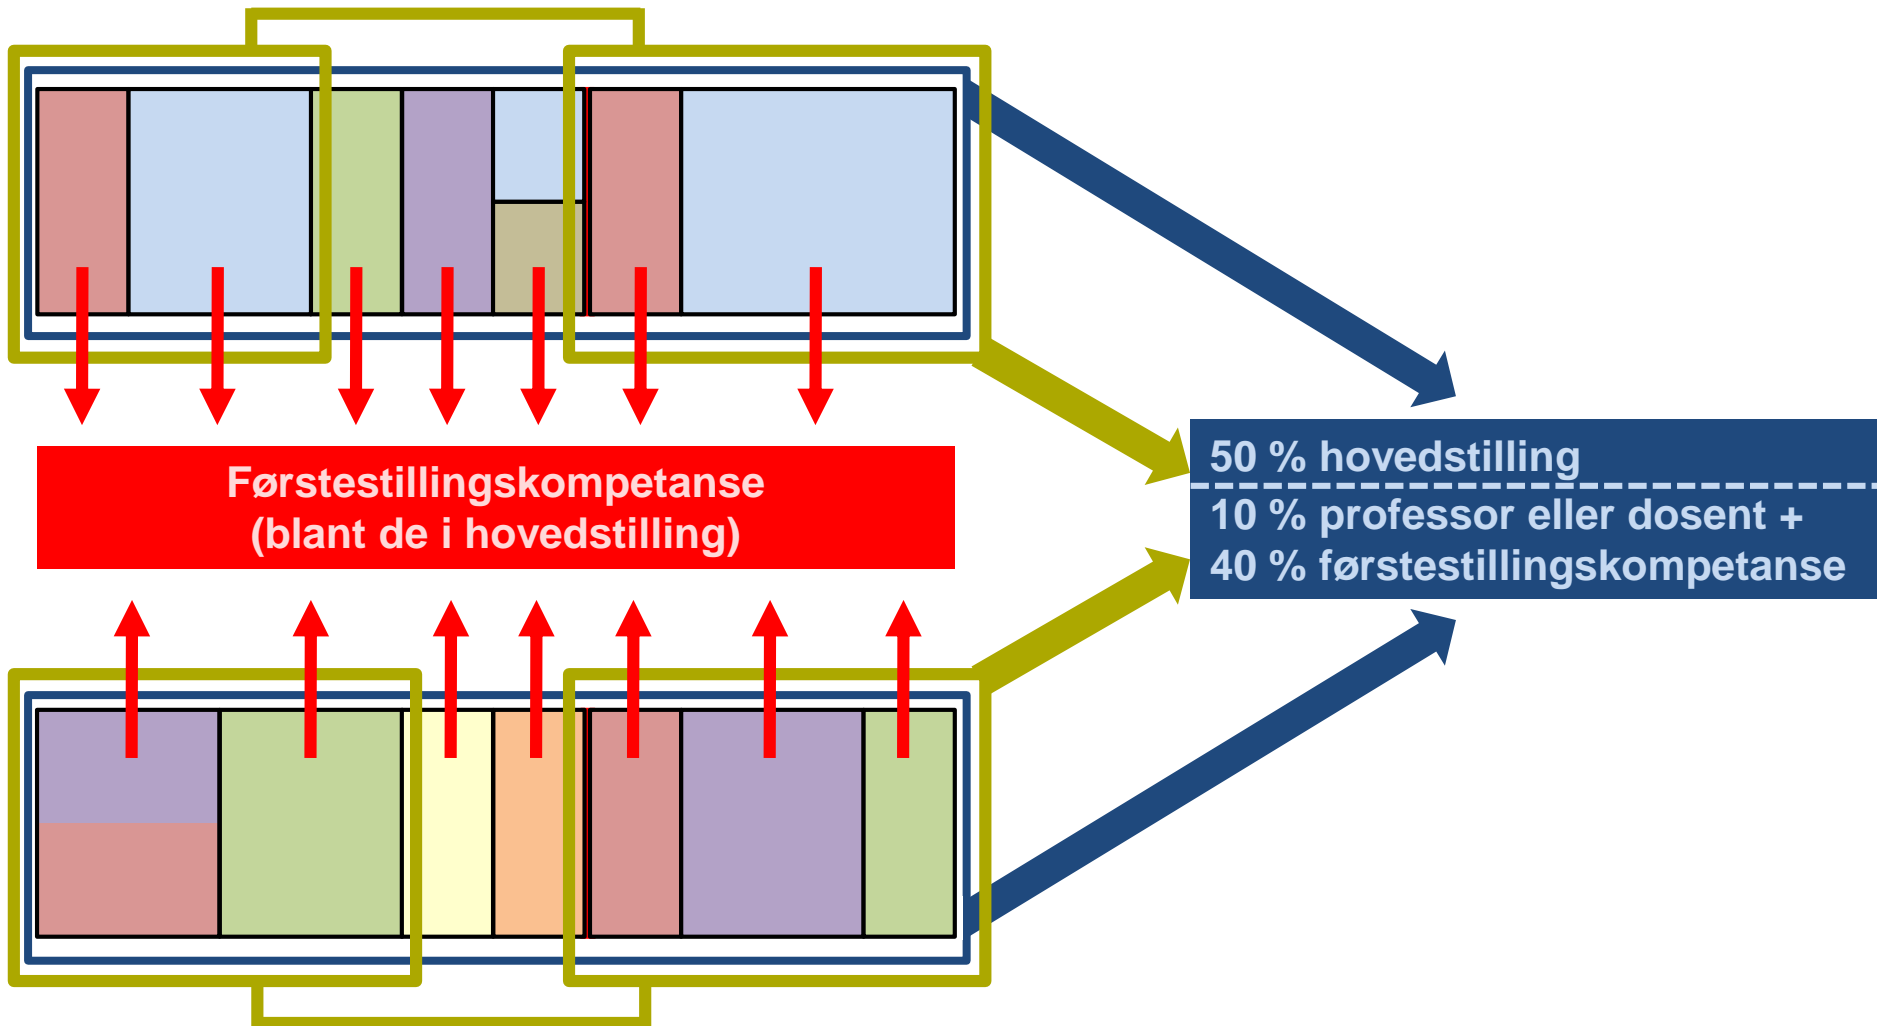 Førstestillingskompetanse
(blant de i hovedstilling)
50 % hovedstilling
10 % professor eller dosent +
40 % førstestillingskompetanse